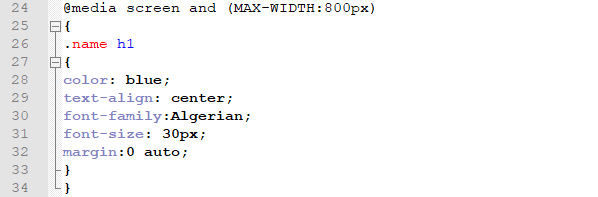 24 @media screen and (MAX-WIDTH:800px)
25 {
26 .name h1
27 {
28 color: blue;
29 text-align: center;
30 font-family:Algerian;
31 font-size: 30px;
32 margin:0 auto;
33 }
34 }